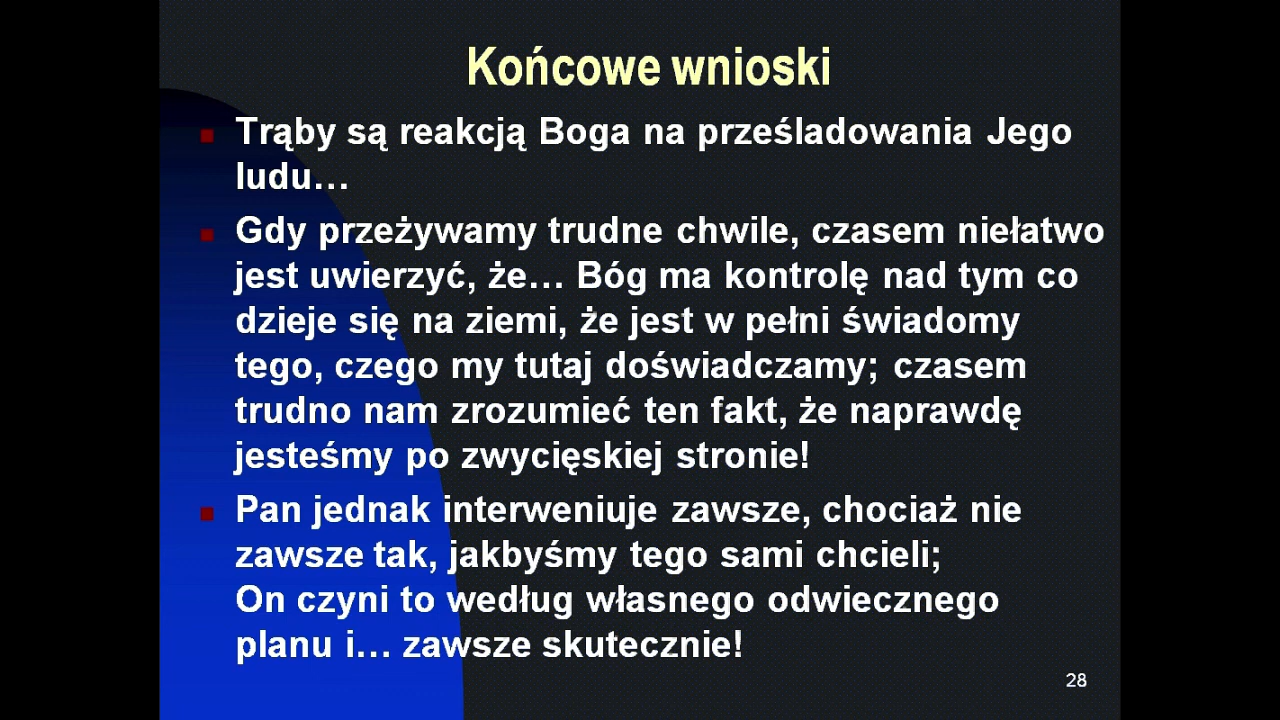 Końcowe wnioski
Trąby są reakcją Boga na prześladowania Jego
ludu…
Gdy przeżywamy trudne chwile, czasem niełatwo
jest uwierzyć, że… Bóg ma kontrolę nad tym co
dzieje się na ziemi, że jest w pełni świadomy
tego, czego my tutaj doświadczamy; czasem
trudno nam zrozumieć ten fakt, że naprawdę
jesteśmy po zwycięskiej stronie!
Pan jednak interweniuje zawsze, chociaż nie
zawsze tak, jakbyśmy tego sami chcieli;
On czyni to według własnego odwiecznego
planu i… zawsze skutecznie!
28